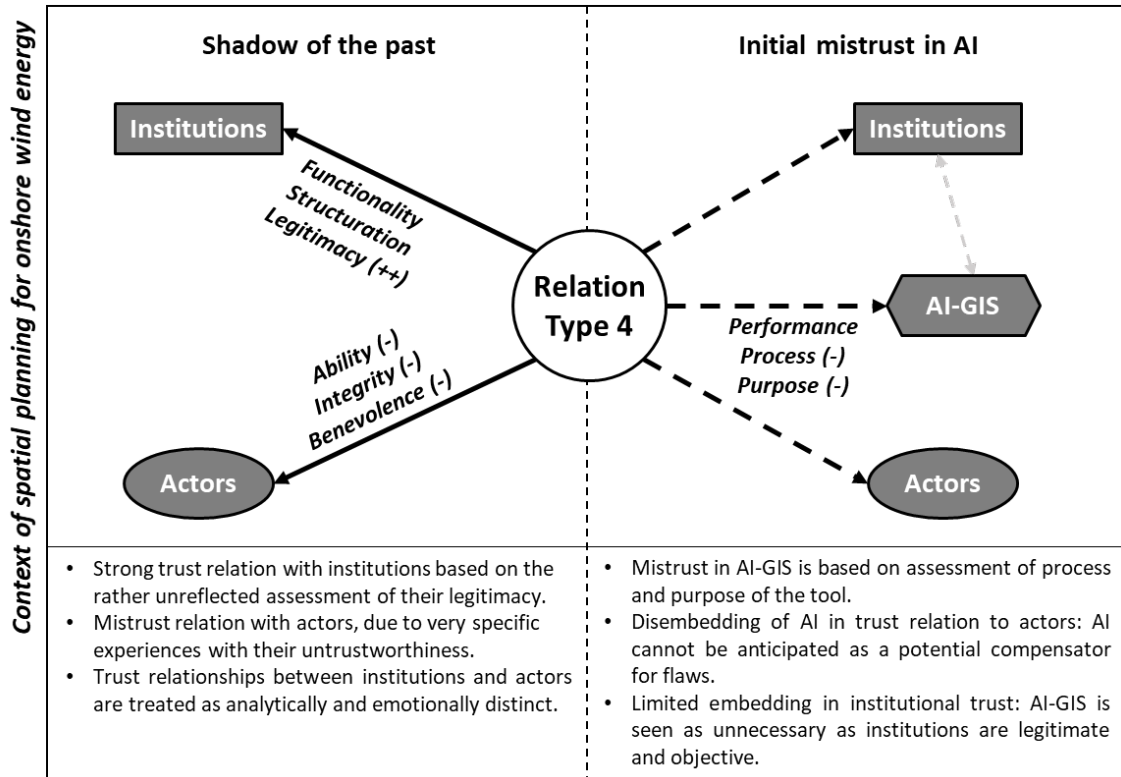 Context of spatial planning for onshore wind energy
Shadow of the past
Institutions
Functionality
Structuration
Legitimacy (++)
Ability (-)
Integrity (-)
Benevolence (-)
Actors
Relation
Type 4
Initial mistrust in AI
Institutions
AI-GIS
Performance
Process (-)
Purpose (-)
Actors
• Strong trust relation with institutions based on the
rather unreflected assessment of their legitimacy.
• Mistrust relation with actors, due to very specific
experiences with their untrustworthiness.
• Trust relationships between institutions and actors
are treated as analytically and emotionally distinct.
• Mistrust in AI-GIS is based on assessment of process
and purpose of the tool.
• Disembedding of AI in trust relation to actors: AI
cannot be anticipated as a potential compensator
for flaws.
• Limited embedding in institutional trust: AI-GIS is
seen as unnecessary as institutions are legitimate
and objective.